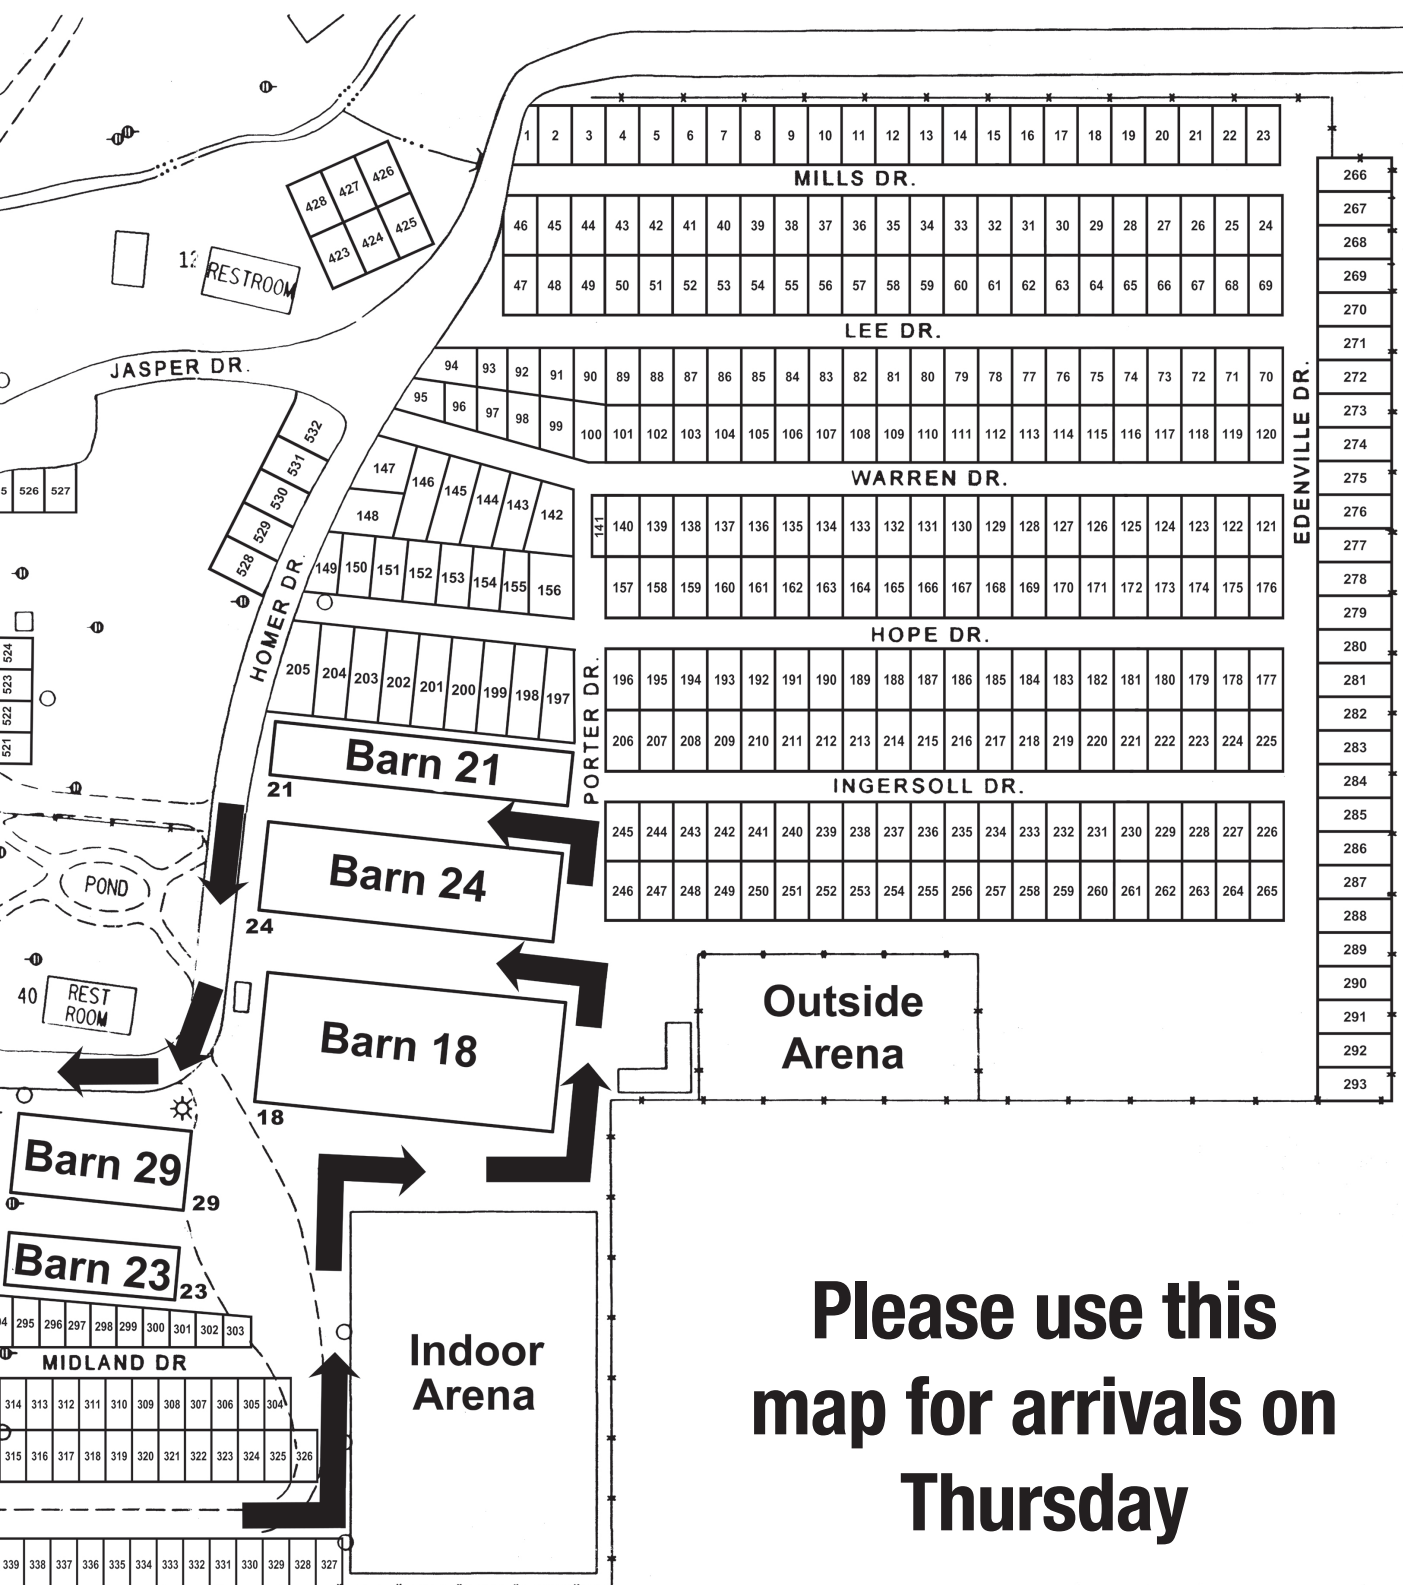 1 2 3 4 5 6 7 8 9 10 11 12 13 14 15 16 17 18 19 20 21 22 23
MILLS DR.
46 45 44 43 42 41 40 39 38 37 36 35 34 33 32 31 30 29 28 27 26 25 24
47 48 49 50 51 52 53 54 55 56 57 58 59 60 61 62 63 64 65 66 67 68 69
LEE DR.
94 93 92 91 90 89 88 87 86 85 84 83 82 81 80 79 78 77 76 75 74 73 72 71 70
95 96 97 98 99 100 101 102 103 104 105 106 107 108 109 110 111 112 113 114 115 116 117 118 119 120
WARREN DR.
147 146 145 144 143 142 141 140 139 138 137 136 135 134 133 132 131 130 129 128 127 126 125 124 123 122 121
148
149 150 151 152 153 154 155 156 157 158 159 160 161 162 163 164 165 166 167 168 169 170 171 172 173 174 175 176
HOPE DR.
205 204 203 202 201 200 199 198 197 196 195 194 193 192 191 190 189 188 187 186 185 184 183 182 181 180 179 178 177
206 207 208 209 210 211 212 213 214 215 216 217 218 219 220 221 222 223 224 225
INGERSOLL DR.
245 244 243 242 241 240 239 238 237 236 235 234 233 232 231 230 229 228 227 226
246 247 248 249 250 251 252 253 254 255 256 257 258 259 260 261 262 263 264 265
EDENVILLE DR.
266
267
268
269
270
271
272
273
274
275
276
277
278
279
280
281
282
283
284
285
286
287
288
289
290
291
292
293
428 427 426
423 424 425
12 RESTROOM
JASPER DR.
532
531
530
529
528
526 527
HOMER DR.
PORTER DR.
524
523
522
521
Barn 21
21
Barn 24
24
POND
40 REST
ROOM
Barn 18
18
Outside
Arena
Barn 29
29
Barn 23
23
295 296 297 298 299 300 301 302 303
MIDLAND DR
314 313 312 311 310 309 308 307 306 305 304
315 316 317 318 319 320 321 322 323 324 325 326
339 338 337 336 335 334 333 332 331 330 329 328 327
Indoor
Arena
Please use this
map for arrivals on
Thursday